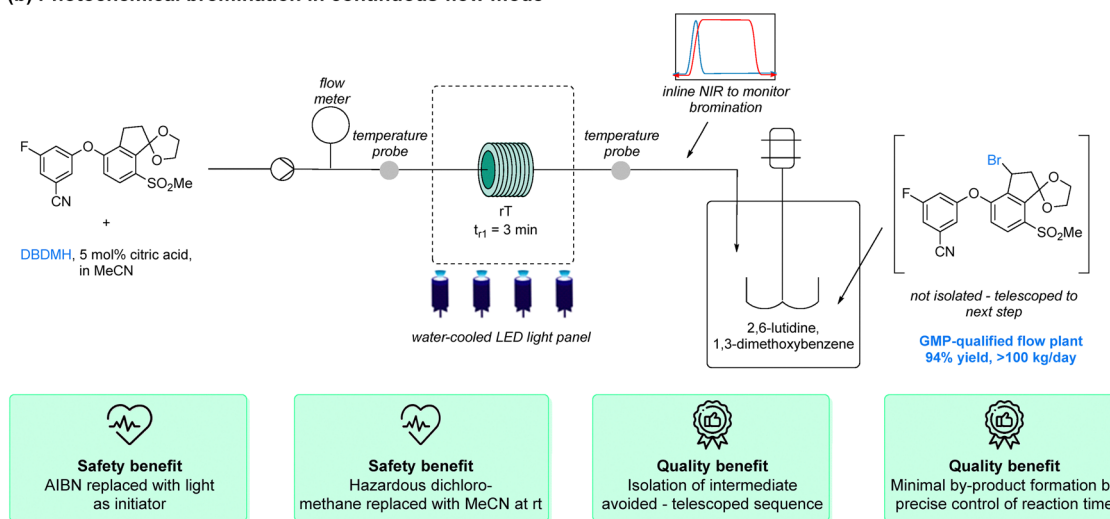 flow
meter
temperature
probe
rT
tr1 = 3 min
temperature
probe
inline NIR to monitor
bromination
F
O
O
O
CN
SO2Me
+
DBDMH, 5 mol% citric acid,
in MeCN
water-cooled LED light panel
2,6-lutidine,
1,3-dimethoxybenzene
Br
F
O
O
O
CN
SO2Me
not isolated - telescoped to
next step
GMP-qualified flow plant
94% yield, >100 kg/day
Safety benefit
AIBN replaced with light
as initiator
Safety benefit
Hazardous dichloro-
methane replaced with MeCN at rt
Quality benefit
Isolation of intermediate
avoided - telescoped sequence
Quality benefit
Minimal by-product formation b
precise control of reaction time